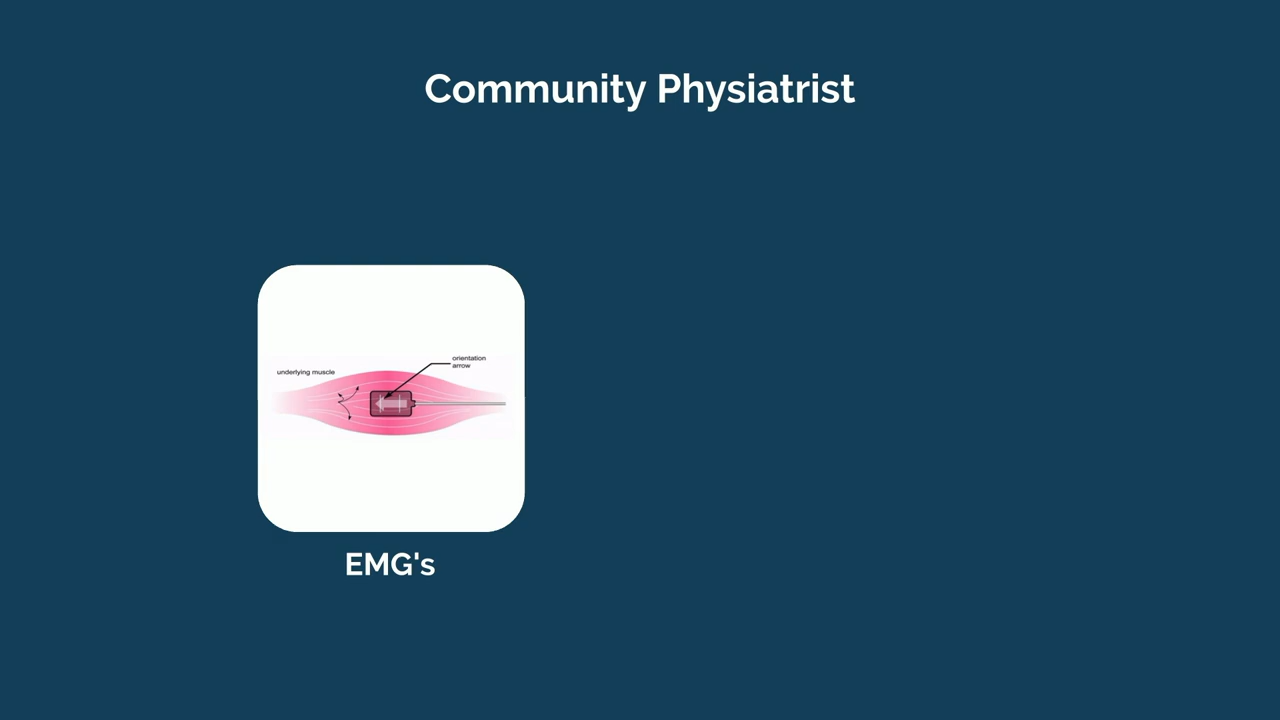 Community Physiatrist
orientation
arrow
underlying muscle
EMG's